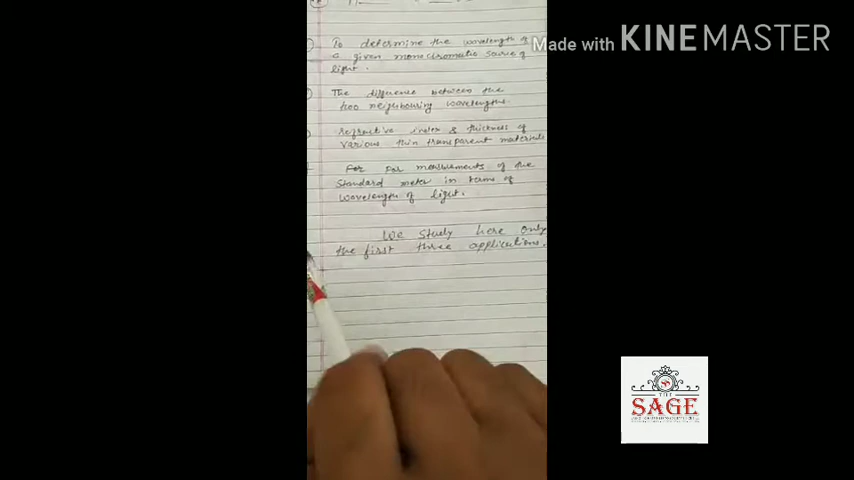 To determine the wavelength of
a given monochromatic source of
light.
The difference between the
two neighbouring wavelengths.
refractive index & thickness of
various thin transparent materials
For measurements of the
Standard meter in terms of
wavelength of light.
We study here only
the first three applications.
Made with KINEMASTER
THE
SAGE